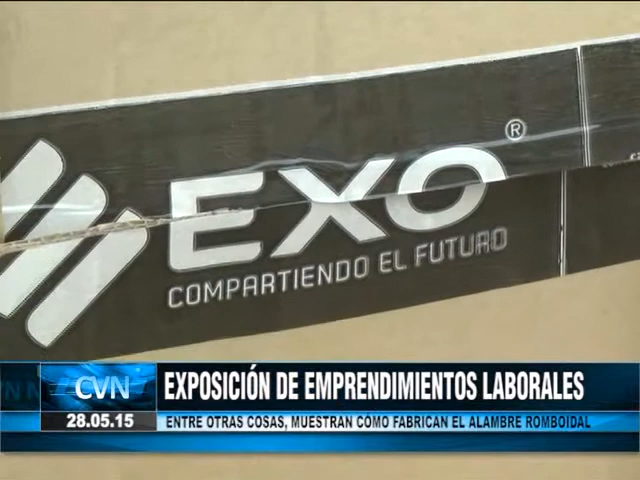 EXO®
COMPARTIENDO EL FUTURO
CVN
EXPOSICIÓN DE EMPRENDIMIENTOS LABORALES
28.05.15
ENTRE OTRAS COSAS, MUESTRAN CÓMO FABRICAN EL ALAMBRE ROMBOIDAL